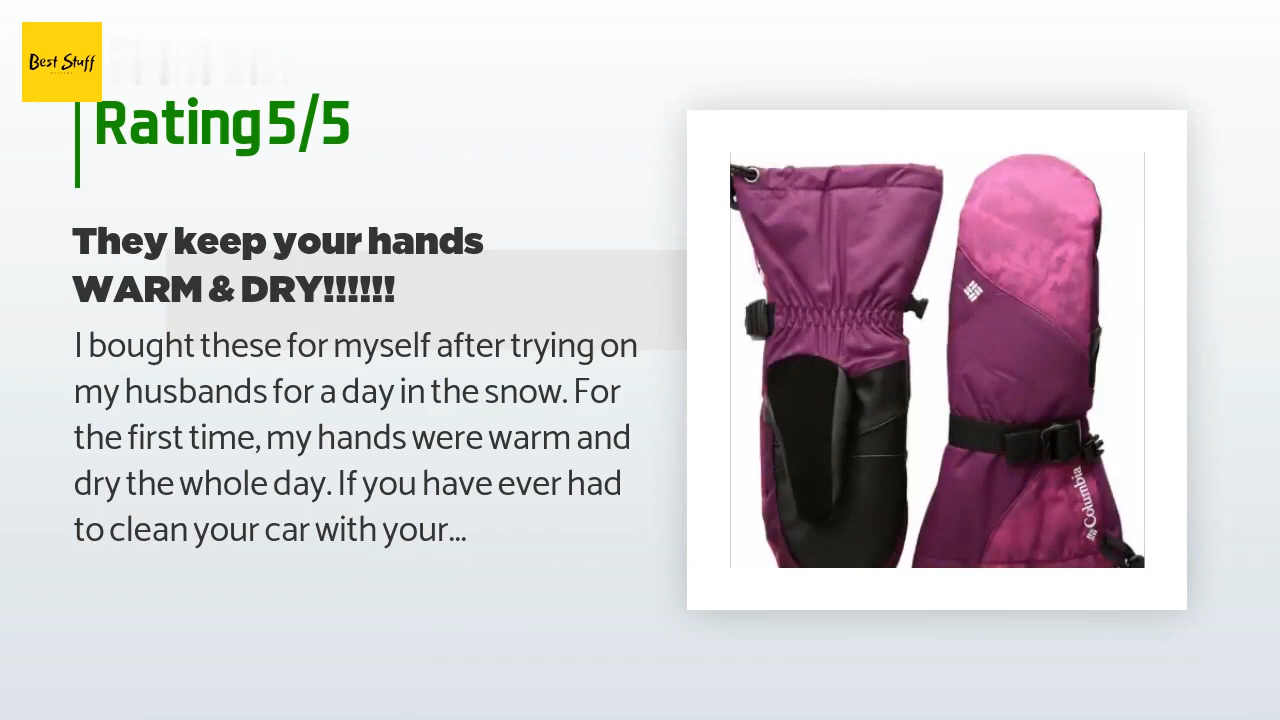 Best Stuff
Rating 5/5
They keep your hands
WARM & DRY!!!!!!
I bought these for myself after trying on
my husbands for a day in the snow. For
the first time, my hands were warm and
dry the whole day. If you have ever had
to clean your car with your...
Columbia